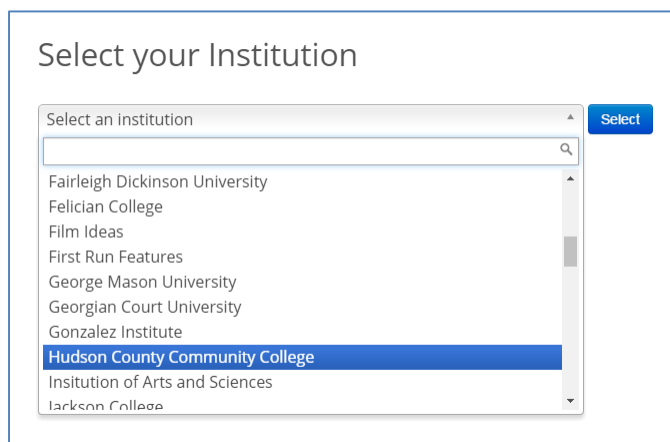 Select your Institution
Select an institution
Select
Fairleigh Dickinson University
Felician College
Film Ideas
First Run Features
George Mason University
Georgian Court University
Gonzalez Institute
Hudson County Community College
Insitution of Arts and Sciences
Jackson College